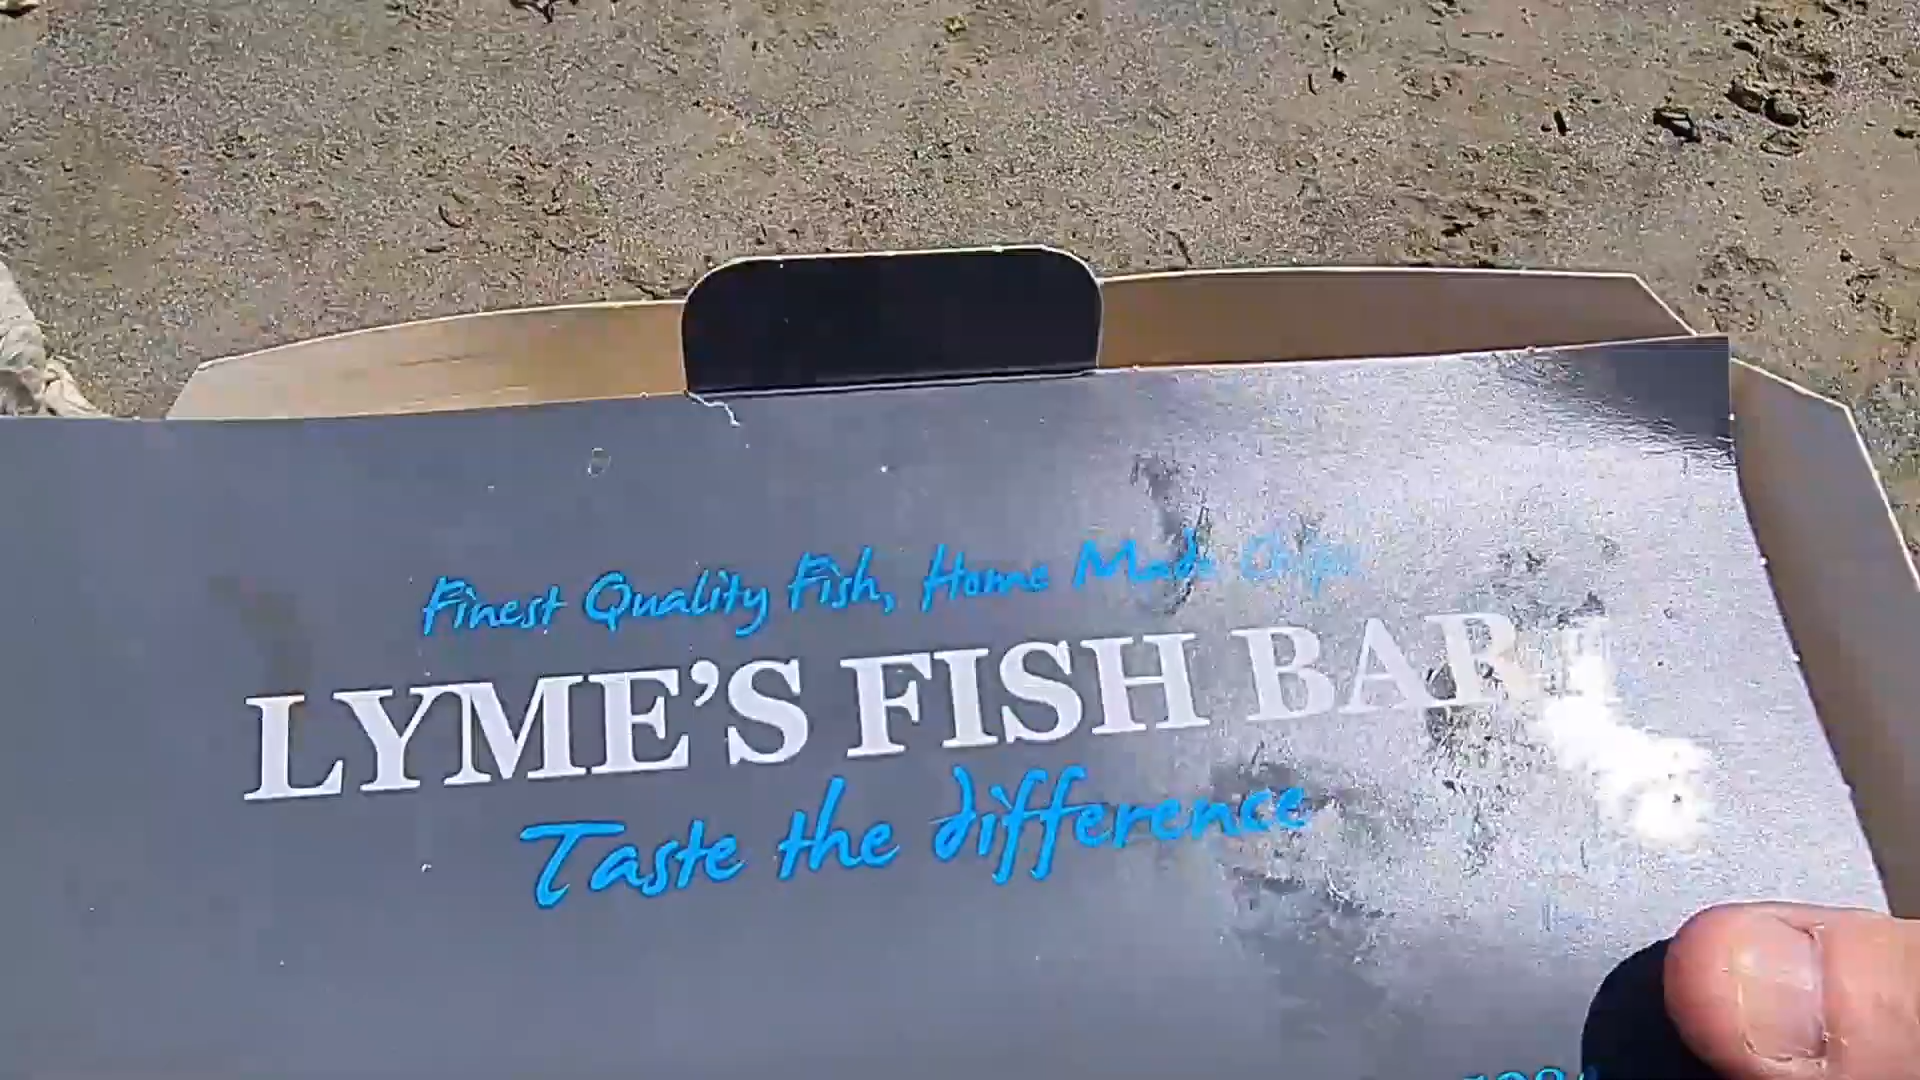 Finest Quality Fish, Home Made Chips
LYME'S FISH BAR
Taste the difference